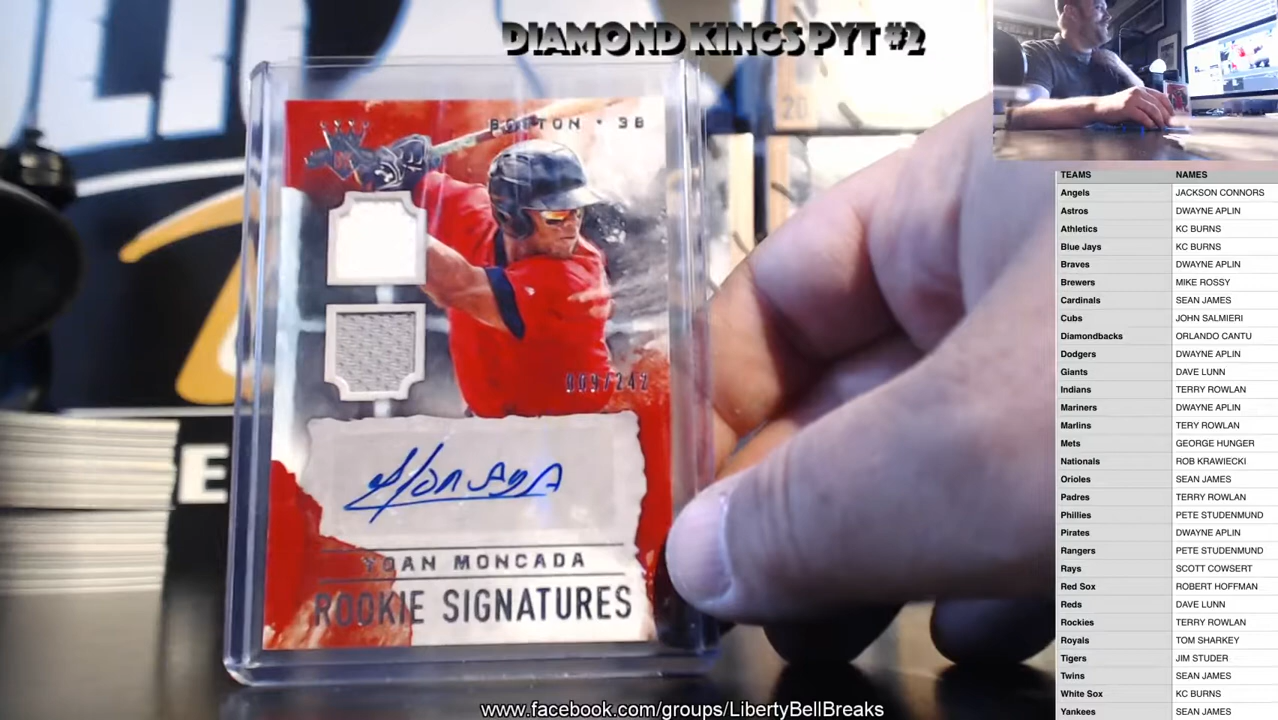 DIAMOND KINGS PYT #2
BOSTON • 3B
DK
009/242
Moncada
YOAN MONCADA
ROOKIE SIGNATURES
E
20
TEAMS NAMES
Angels JACKSON CONNORS
Astros DWAYNE APLIN
Athletics KC BURNS
Blue Jays KC BURNS
Braves DWAYNE APLIN
Brewers MIKE ROSSY
Cardinals SEAN JAMES
Cubs JOHN SALMIERI
Diamondbacks ORLANDO CANTU
Dodgers DWAYNE APLIN
Giants DAVE LUNN
Indians TERRY ROWLAN
Mariners DWAYNE APLIN
Marlins TERY ROWLAN
Mets GEORGE HUNGER
Nationals ROB KRAWIECKI
Orioles SEAN JAMES
Padres TERRY ROWLAN
Phillies PETE STUDENMUND
Pirates DWAYNE APLIN
Rangers PETE STUDENMUND
Rays SCOTT COWSERT
Red Sox ROBERT HOFFMAN
Reds DAVE LUNN
Rockies TERRY ROWLAN
Royals TOM SHARKEY
Tigers JIM STUDER
Twins SEAN JAMES
White Sox KC BURNS
Yankees SEAN JAMES
www.facebook.com/groups/LibertyBellBreaks